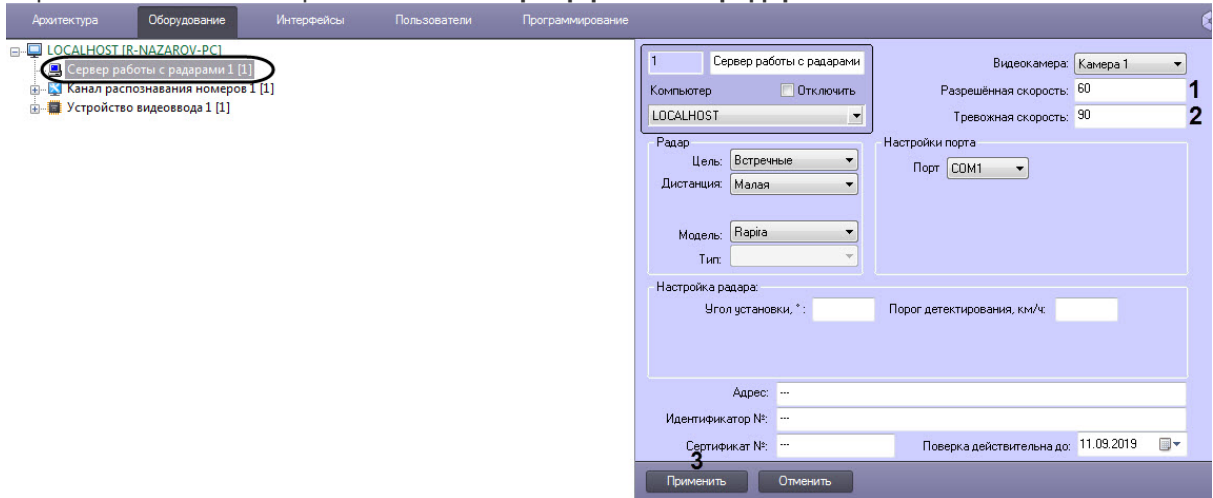 Архитектура Оборудование Интерфейсы Пользователи Программирование
LOCALHOST [R-NAZAROV-PC]
Сервер работы с радарами 1 [1]
Канал распознавания номеров 1 [1]
Устройство видеоввода 1 [1]
1 Сервер работы с радарами
Компьютер Отключить
LOCALHOST
Видеокамера: Камера 1
Разрешённая скорость: 60 1
Тревожная скорость: 90 2
Радар
Цель: Встречные
Дистанция: Малая
Модель: Rapira
Тип:
Настройки порта
Порт COM1
Настройка радара:
Угол установки, ° : Порог детектирования, км/ч:
Адрес: ---
Идентификатор №: ---
Сертификат №: --- Поверка действительна до: 11.09.2019
3
Применить Отменить